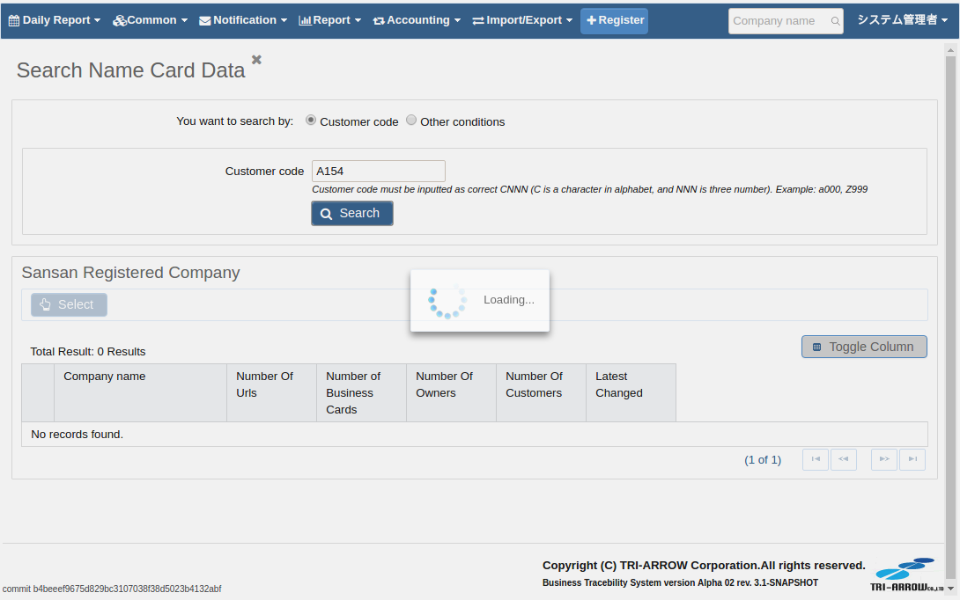 Daily Report Common Notification Report Accounting Import/Export Register Company name システム管理者
Search Name Card Data
You want to search by: Customer code Other conditions
Customer code A154
Customer code must be inputted as correct CNNN (C is a character in alphabet, and NNN is three number). Example: a000, Z999
Search
Sansan Registered Company
Select
Loading...
Total Result: 0 Results
Toggle Column
Company name Number Of Urls Number of Business Cards Number Of Owners Number Of Customers Latest Changed
No records found.
(1 of 1)
Copyright (C) TRI-ARROW Corporation.All rights reserved.
Business Tracebility System version Alpha 02 rev. 3.1-SNAPSHOT
TRI-ARROW CO.,LTD
commit b4beeef9675d829bc3107038f38d5023b4132abf